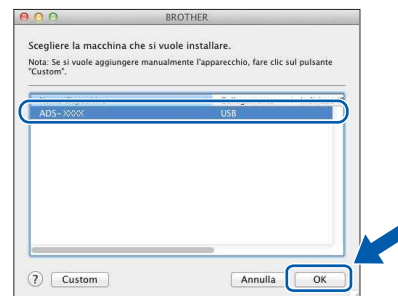 BROTHER
Scegliere la macchina che si vuole installare.
Nota: Se si vuole aggiungere manualmente l'apparecchio, fare clic sul pulsante
"Custom".
ADS-XXXX USB
? Custom Annulla OK